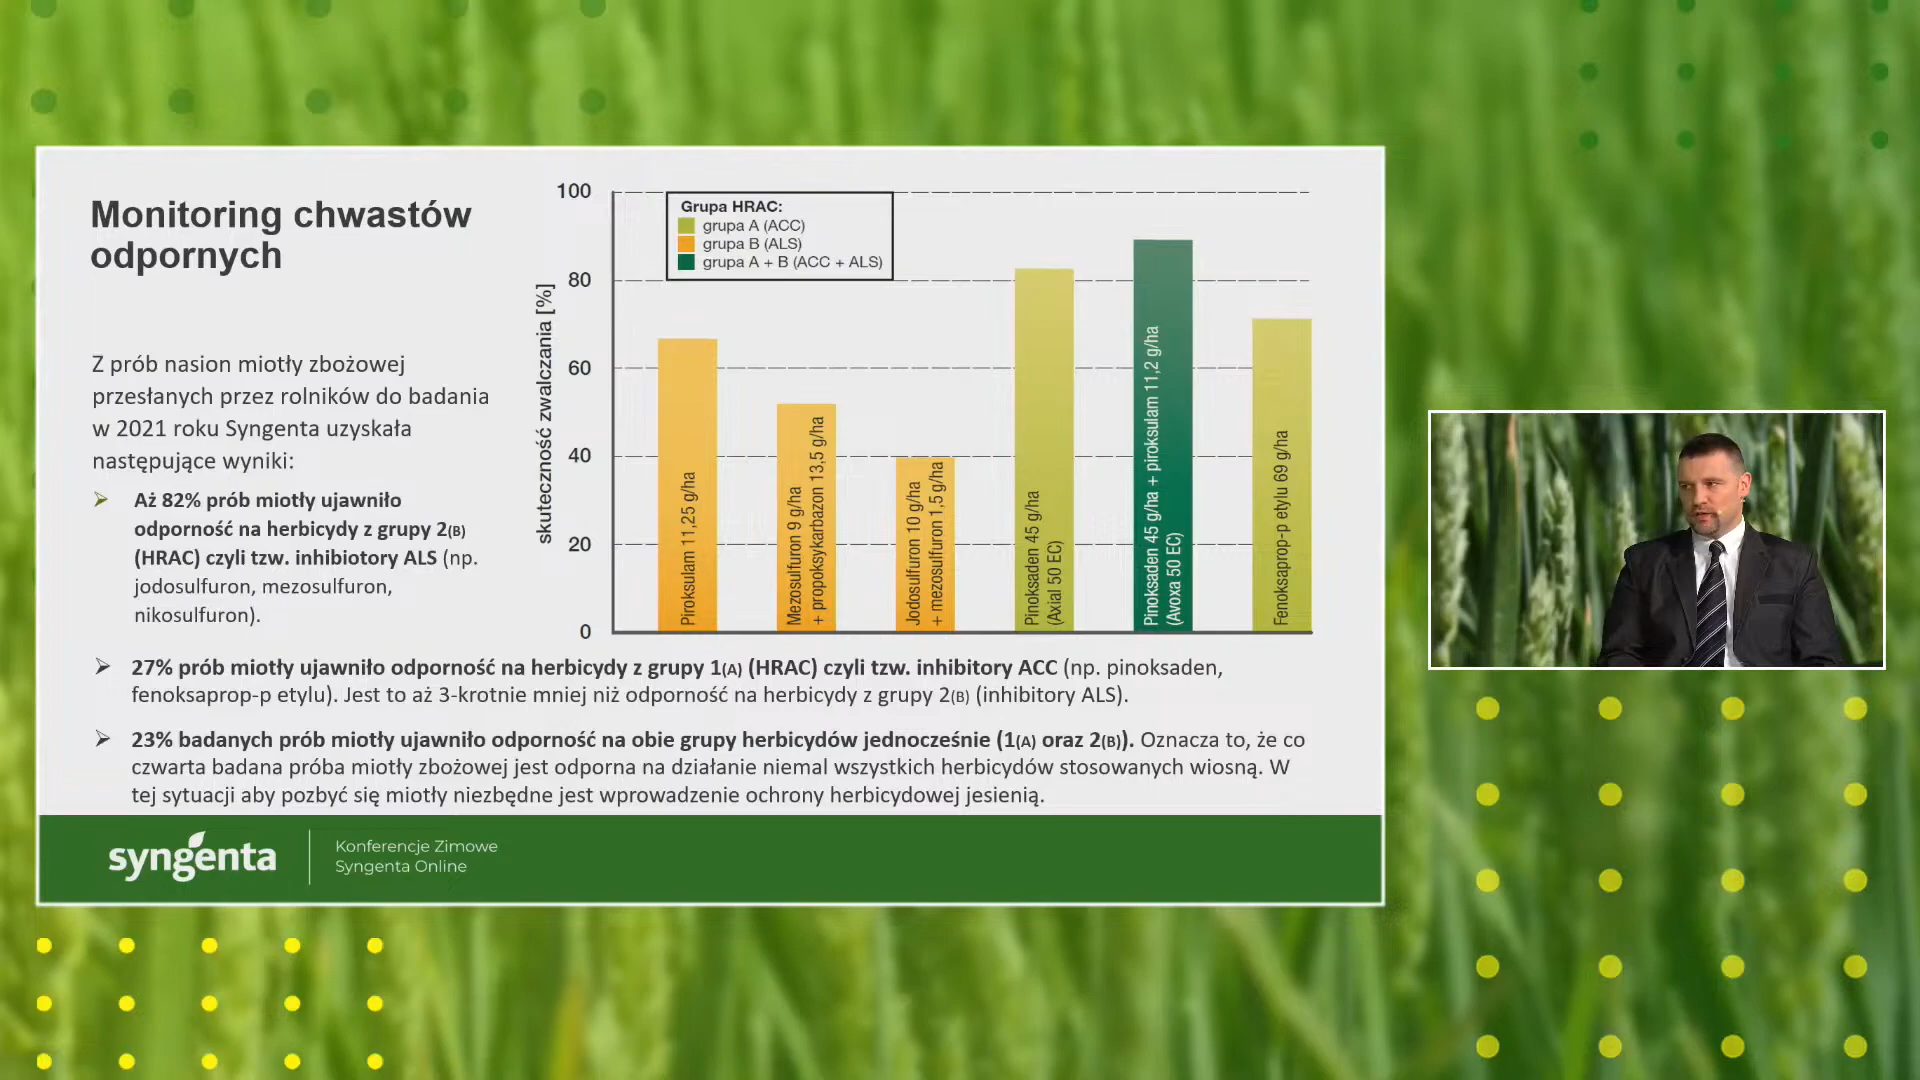 Monitoring chwastów
odpornych
Z prób nasion miotły zbożowej
przesłanych przez rolników do badania
w 2021 roku Syngenta uzyskała
następujące wyniki:
Aż 82% prób miotły ujawniło
odporność na herbicydy z grupy 2(B)
(HRAC) czyli tzw. inhibiotory ALS (np.
jodosulfuron, mezosulfuron,
nikosulfuron).
skuteczność zwalczania [%]
100
80
60
40
20
0
Grupa HRAC:
grupa A (ACC)
grupa B (ALS)
grupa A + B (ACC + ALS)
Piroksulam 11,25 g/ha
Mezosulfuron 9 g/ha
+ propoksykarbazon 13,5 g/ha
Jodosulfuron 10 g/ha
+ mezosulfuron 1,5 g/ha
Pinoksaden 45 g/ha
(Axial 50 EC)
Pinoksaden 45 g/ha + piroksulam 11,2 g/ha
(Avoxa 50 EC)
Fenoksaprop-p etylu 69 g/ha
27% prób miotły ujawniło odporność na herbicydy z grupy 1(A) (HRAC) czyli tzw. inhibitory ACC (np. pinoksaden,
fenoksaprop-p etylu). Jest to aż 3-krotnie mniej niż odporność na herbicydy z grupy 2(B) (inhibitory ALS).
23% badanych prób miotły ujawniło odporność na obie grupy herbicydów jednocześnie (1(A) oraz 2(B)). Oznacza to, że co
czwarta badana próba miotły zbożowej jest odporna na działanie niemal wszystkich herbicydów stosowanych wiosną. W
tej sytuacji aby pozbyć się miotły niezbędne jest wprowadzenie ochrony herbicydowej jesienią.
syngenta
Konferencje Zimowe
Syngenta Online